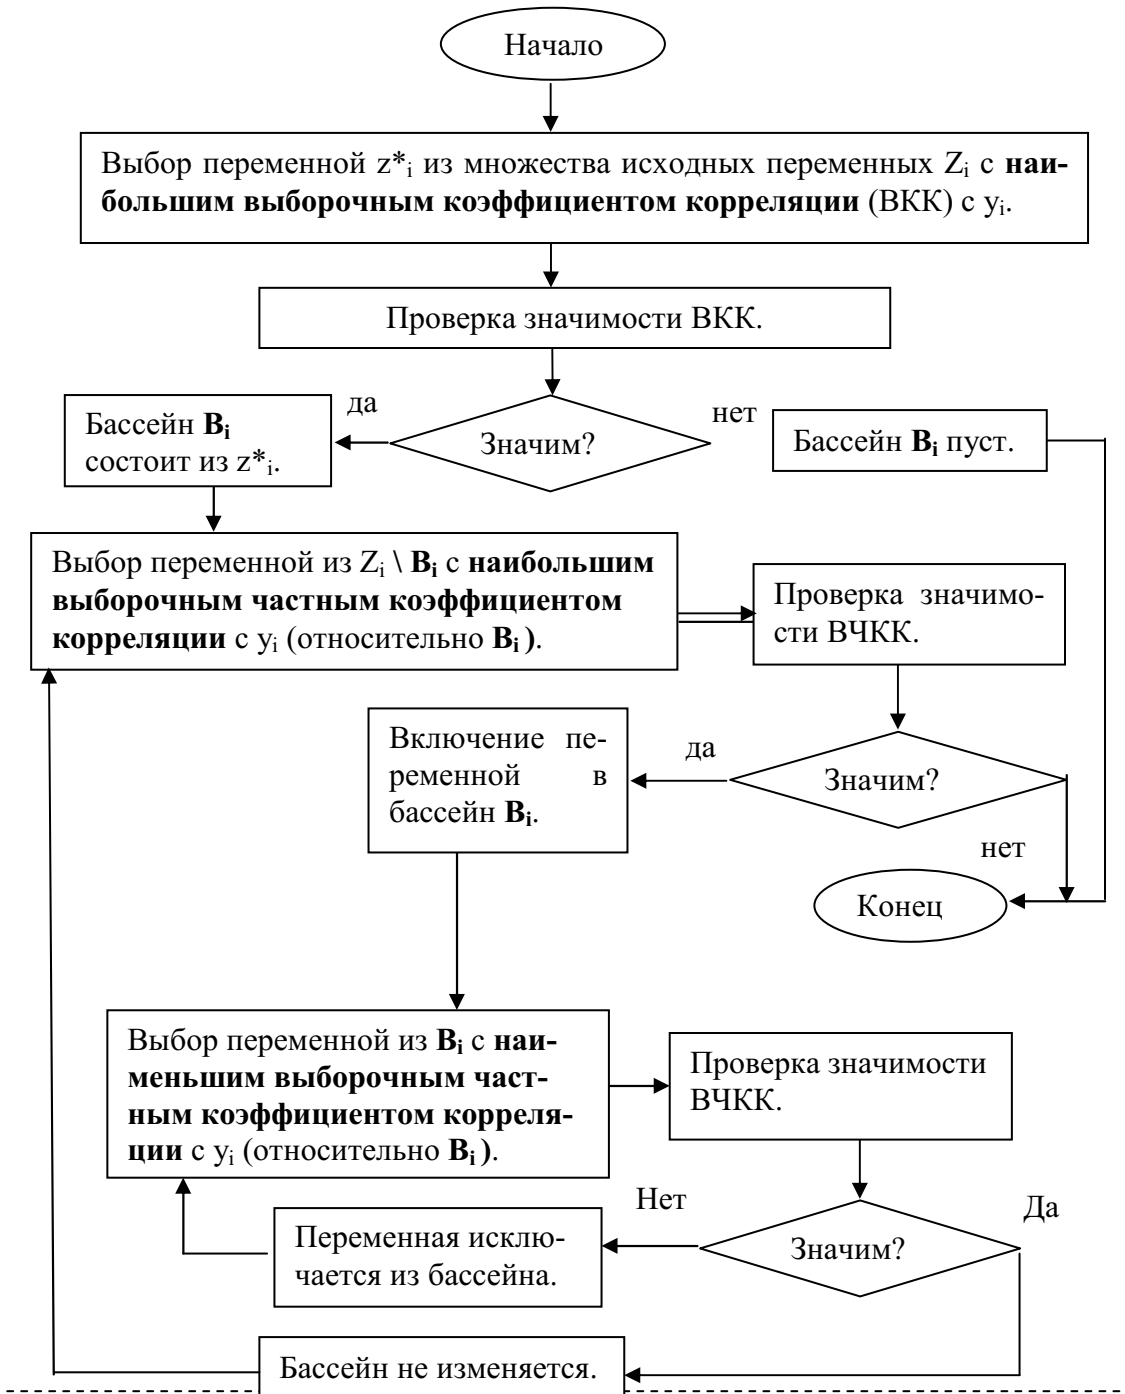 Начало
Выбор переменной z*i из множества исходных переменных Zi с наи-
большим выборочным коэффициентом корреляции (ВКК) с yi.
Проверка значимости ВКК.
да
нет
Бассейн Bi
состоит из z*i.
Значим?
Бассейн Bi пуст.
Выбор переменной из Zi \ Bi с наибольшим
выборочным частным коэффициентом
корреляции с yi (относительно Bi ).
Проверка значимо-
сти ВЧКК.
Включение пе-
ременной в
бассейн Bi.
да
Значим?
нет
Конец
Выбор переменной из Bi с наи-
меньшим выборочным част-
ным коэффициентом корреля-
ции с yi (относительно Bi ).
Проверка значимости
ВЧКК.
Нет
Да
Переменная исклю-
чается из бассейна.
Значим?
Бассейн не изменяется.